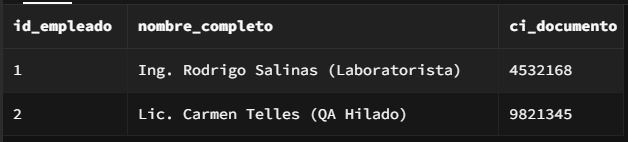 id_empleado nombre_completo ci_documento
1 Ing. Rodrigo Salinas (Laboratorista) 4532168
2 Lic. Carmen Telles (QA Hilado) 9821345